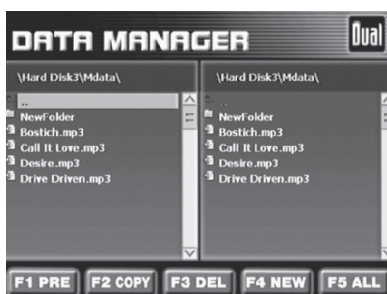 DATA MANAGER
Dual
\Hard Disk3\Mdata\
..
NewFolder
Bostich.mp3
Call It Love.mp3
Desire.mp3
Drive Driven.mp3
\Hard Disk3\Mdata\
..
NewFolder
Bostich.mp3
Call It Love.mp3
Desire.mp3
Drive Driven.mp3
F1 PRE
F2 COPY
F3 DEL
F4 NEW
F5 ALL